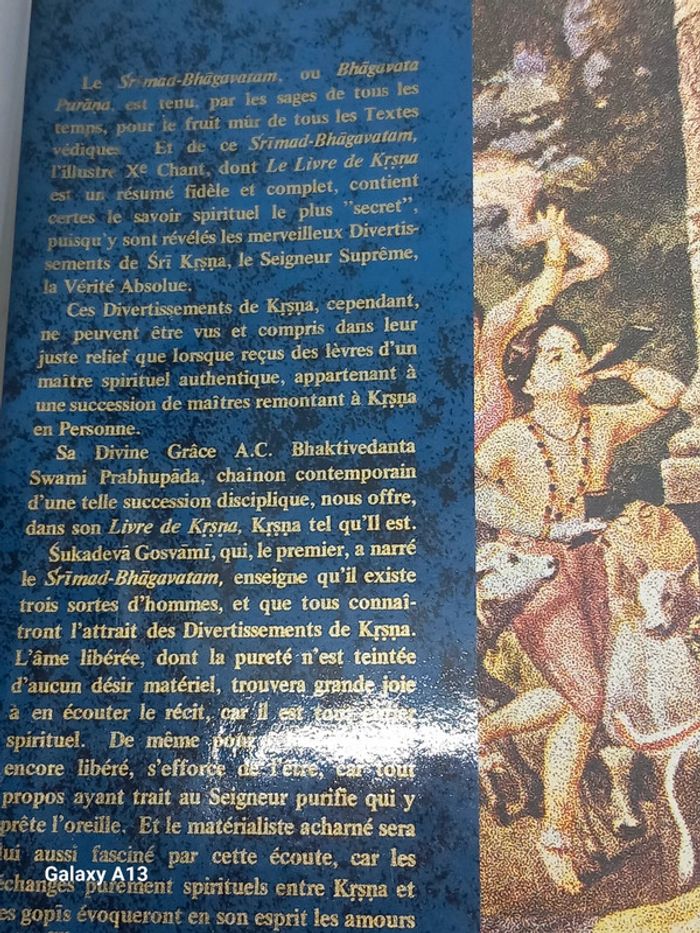 Le Śrīmad-Bhāgavatam, ou Bhāgavata
Purāna, est tenu, par les sages de tous les
temps, pour le fruit mûr de tous les Textes
védiques. Et de ce Śrīmad-Bhāgavatam,
l'illustre Xᵉ Chant, dont Le Livre de Kṛṣṇa
est un résumé fidèle et complet, contient
certes le savoir spirituel le plus "secret",
puisqu'y sont révélés les merveilleux Divertis-
sements de Śrī Kṛṣṇa, le Seigneur Suprême,
la Vérité Absolue.
Ces Divertissements de Kṛṣṇa, cependant,
ne peuvent être vus et compris dans leur
juste relief que lorsque reçus des lèvres d'un
maître spirituel authentique, appartenant à
une succession de maîtres remontant à Kṛṣṇa
en Personne.
Sa Divine Grâce A.C. Bhaktivedanta
Swami Prabhupāda, chaînon contemporain
d'une telle succession disciplique, nous offre,
dans son Livre de Kṛṣṇa, Kṛṣṇa tel qu'Il est.
Śukadevā Gosvāmī, qui, le premier, a narré
le Śrīmad-Bhāgavatam, enseigne qu'il existe
trois sortes d'hommes, et que tous connaî-
tront l'attrait des Divertissements de Kṛṣṇa.
L'âme libérée, dont la pureté n'est teintée
d'aucun désir matériel, trouvera grande joie
à en écouter le récit, car il est
spirituel. De même pour
encore libéré, s'efforce de l'être, car tout
propos ayant trait au Seigneur purifie qui y
prête l'oreille. Et le matérialiste acharné sera
lui aussi fasciné par cette écoute, car les
échanges purement spirituels entre Kṛṣṇa et
es gopīs évoqueront en son esprit les amours
Galaxy A13